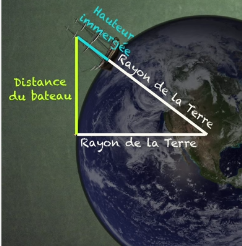 Hauteur
immergée
Rayon de la Terre
Distance
du bateau
Rayon de la Terre